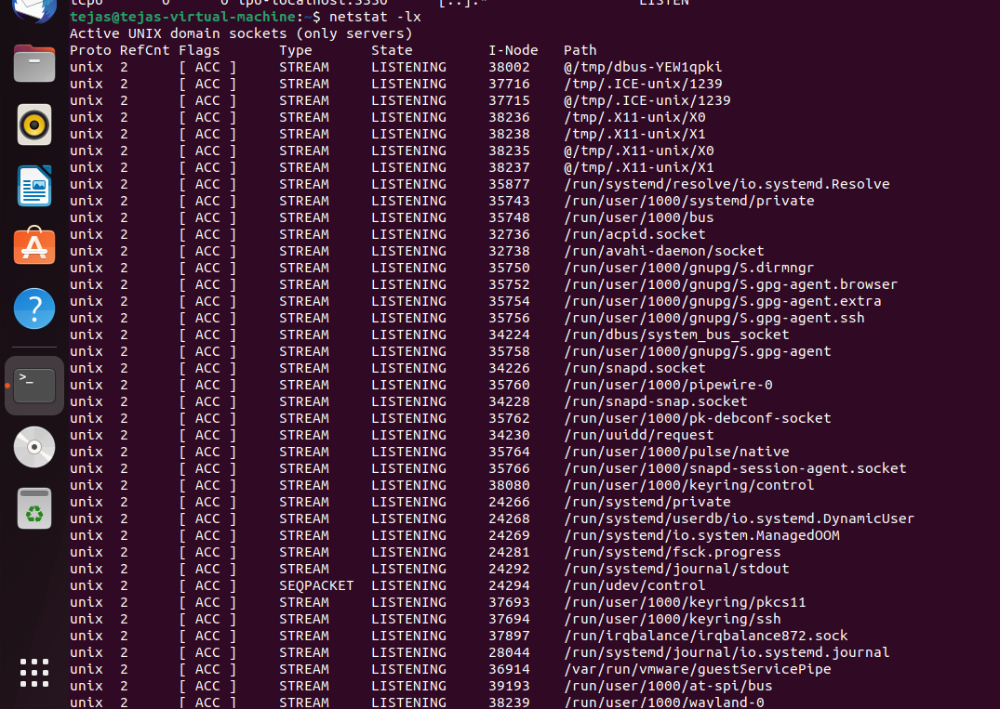 tcp6 0 0 ip6-localhost:3350 [::]:* LISTEN
tejas@tejas-virtual-machine:~$ netstat -lx
Active UNIX domain sockets (only servers)
Proto RefCnt Flags Type State I-Node Path
unix 2 [ ACC ] STREAM LISTENING 38002 @/tmp/dbus-YEW1qpki
unix 2 [ ACC ] STREAM LISTENING 37716 /tmp/.ICE-unix/1239
unix 2 [ ACC ] STREAM LISTENING 37715 @/tmp/.ICE-unix/1239
unix 2 [ ACC ] STREAM LISTENING 38236 /tmp/.X11-unix/X0
unix 2 [ ACC ] STREAM LISTENING 38238 /tmp/.X11-unix/X1
unix 2 [ ACC ] STREAM LISTENING 38235 @/tmp/.X11-unix/X0
unix 2 [ ACC ] STREAM LISTENING 38237 @/tmp/.X11-unix/X1
unix 2 [ ACC ] STREAM LISTENING 35877 /run/systemd/resolve/io.systemd.Resolve
unix 2 [ ACC ] STREAM LISTENING 35743 /run/user/1000/systemd/private
unix 2 [ ACC ] STREAM LISTENING 35748 /run/user/1000/bus
unix 2 [ ACC ] STREAM LISTENING 32736 /run/acpid.socket
unix 2 [ ACC ] STREAM LISTENING 32738 /run/avahi-daemon/socket
unix 2 [ ACC ] STREAM LISTENING 35750 /run/user/1000/gnupg/S.dirmngr
unix 2 [ ACC ] STREAM LISTENING 35752 /run/user/1000/gnupg/S.gpg-agent.browser
unix 2 [ ACC ] STREAM LISTENING 35754 /run/user/1000/gnupg/S.gpg-agent.extra
unix 2 [ ACC ] STREAM LISTENING 35756 /run/user/1000/gnupg/S.gpg-agent.ssh
unix 2 [ ACC ] STREAM LISTENING 34224 /run/dbus/system_bus_socket
unix 2 [ ACC ] STREAM LISTENING 35758 /run/user/1000/gnupg/S.gpg-agent
unix 2 [ ACC ] STREAM LISTENING 34226 /run/snapd.socket
unix 2 [ ACC ] STREAM LISTENING 35760 /run/user/1000/pipewire-0
unix 2 [ ACC ] STREAM LISTENING 34228 /run/snapd-snap.socket
unix 2 [ ACC ] STREAM LISTENING 35762 /run/user/1000/pk-debconf-socket
unix 2 [ ACC ] STREAM LISTENING 34230 /run/uuidd/request
unix 2 [ ACC ] STREAM LISTENING 35764 /run/user/1000/pulse/native
unix 2 [ ACC ] STREAM LISTENING 35766 /run/user/1000/snapd-session-agent.socket
unix 2 [ ACC ] STREAM LISTENING 38080 /run/user/1000/keyring/control
unix 2 [ ACC ] STREAM LISTENING 24266 /run/systemd/private
unix 2 [ ACC ] STREAM LISTENING 24268 /run/systemd/userdb/io.systemd.DynamicUser
unix 2 [ ACC ] STREAM LISTENING 24269 /run/systemd/io.system.ManagedOOM
unix 2 [ ACC ] STREAM LISTENING 24281 /run/systemd/fsck.progress
unix 2 [ ACC ] STREAM LISTENING 24292 /run/systemd/journal/stdout
unix 2 [ ACC ] SEQPACKET LISTENING 24294 /run/udev/control
unix 2 [ ACC ] STREAM LISTENING 37693 /run/user/1000/keyring/pkcs11
unix 2 [ ACC ] STREAM LISTENING 37694 /run/user/1000/keyring/ssh
unix 2 [ ACC ] STREAM LISTENING 37897 /run/irqbalance/irqbalance872.sock
unix 2 [ ACC ] STREAM LISTENING 28044 /run/systemd/journal/io.systemd.journal
unix 2 [ ACC ] STREAM LISTENING 36914 /var/run/vmware/guestServicePipe
unix 2 [ ACC ] STREAM LISTENING 39193 /run/user/1000/at-spi/bus
unix 2 [ ACC ] STREAM LISTENING 38239 /run/user/1000/wayland-0